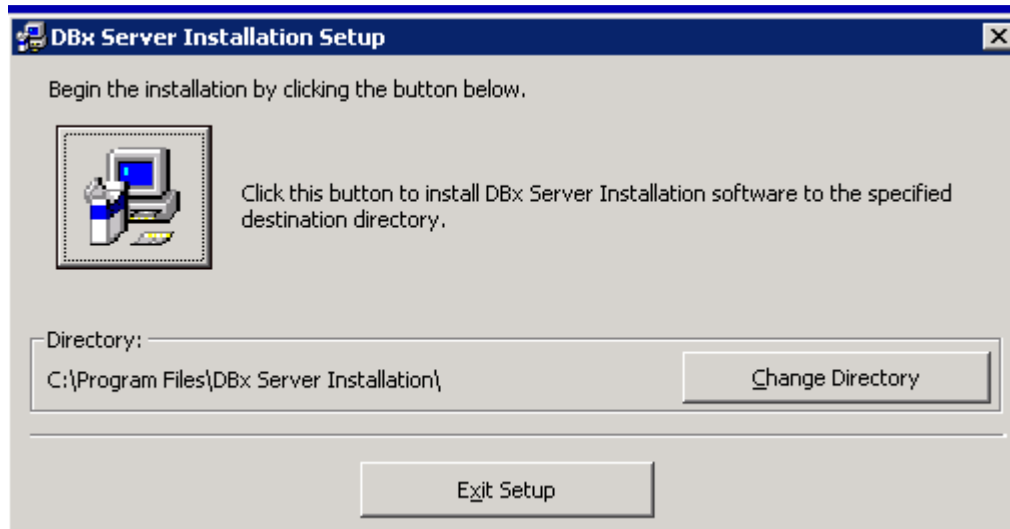 DBx Server Installation Setup
Begin the installation by clicking the button below.
Click this button to install DBx Server Installation software to the specified
destination directory.
Directory:
C:\Program Files\DBx Server Installation\
Change Directory
Exit Setup